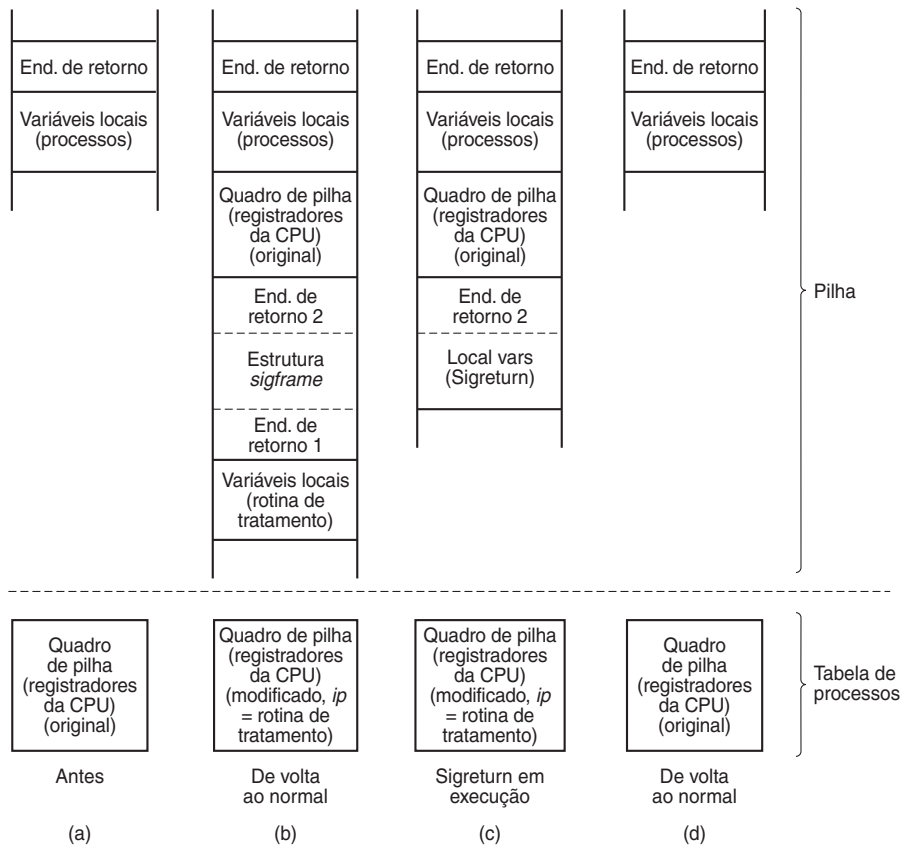 End. de retorno
Variáveis locais
(processos)
End. de retorno
Variáveis locais
(processos)
Quadro de pilha
(registradores
da CPU)
(original)
End. de
retorno 2
Estrutura
sigframe
End. de
retorno 1
Variáveis locais
(rotina de
tratamento)
End. de retorno
Variáveis locais
(processos)
Quadro de pilha
(registradores
da CPU)
(original)
End. de
retorno 2
Local vars
(Sigreturn)
End. de retorno
Variáveis locais
(processos)
Pilha
Quadro
de pilha
(registradores
da CPU)
(original)
Quadro de pilha
(registradores
da CPU)
(modificado, ip
= rotina de
tratamento)
Quadro de pilha
(registradores
da CPU)
(modificado, ip
= rotina de
tratamento)
Quadro
de pilha
(registradores
da CPU)
(original)
Tabela de
processos
Antes
De volta
ao normal
Sigreturn em
execução
De volta
ao normal
(a)
(b)
(c)
(d)